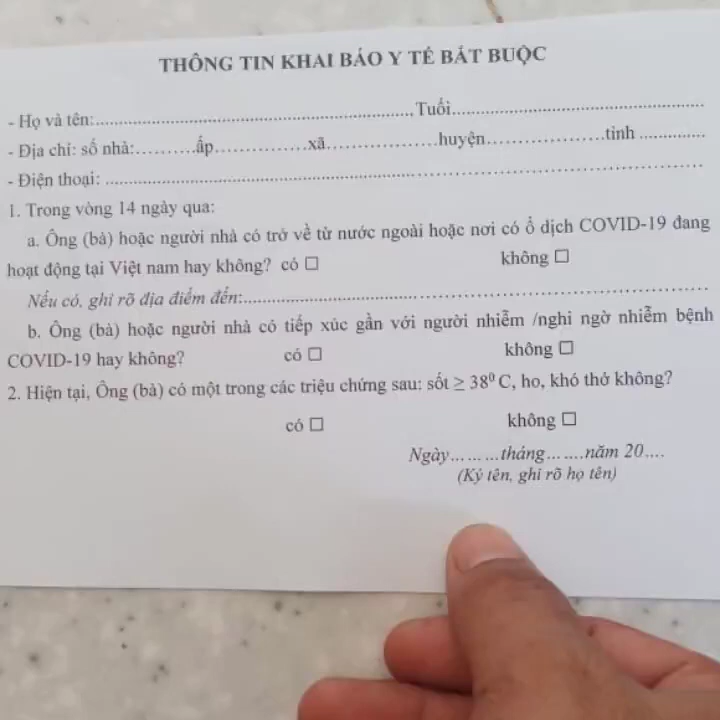 THÔNG TIN KHAI BÁO Y TẾ BẮT BUỘC
- Họ và tên:............................................................Tuổi..............................................
- Địa chỉ: số nhà:..........ấp...............xã..................huyện...................tỉnh .............
- Điện thoại: ............................................................................................................
1. Trong vòng 14 ngày qua:
a. Ông (bà) hoặc người nhà có trở về từ nước ngoài hoặc nơi có ổ dịch COVID-19 đang
hoạt động tại Việt nam hay không? có □ không □
Nếu có, ghi rõ địa điểm đến:................................................................................
b. Ông (bà) hoặc người nhà có tiếp xúc gần với người nhiễm /nghi ngờ nhiễm bệnh
COVID-19 hay không? có □ không □
2. Hiện tại, Ông (bà) có một trong các triệu chứng sau: sốt ≥ 38⁰ C, ho, khó thở không?
có □ không □
Ngày... ... ...tháng... ......năm 20....
(Ký tên, ghi rõ họ tên)